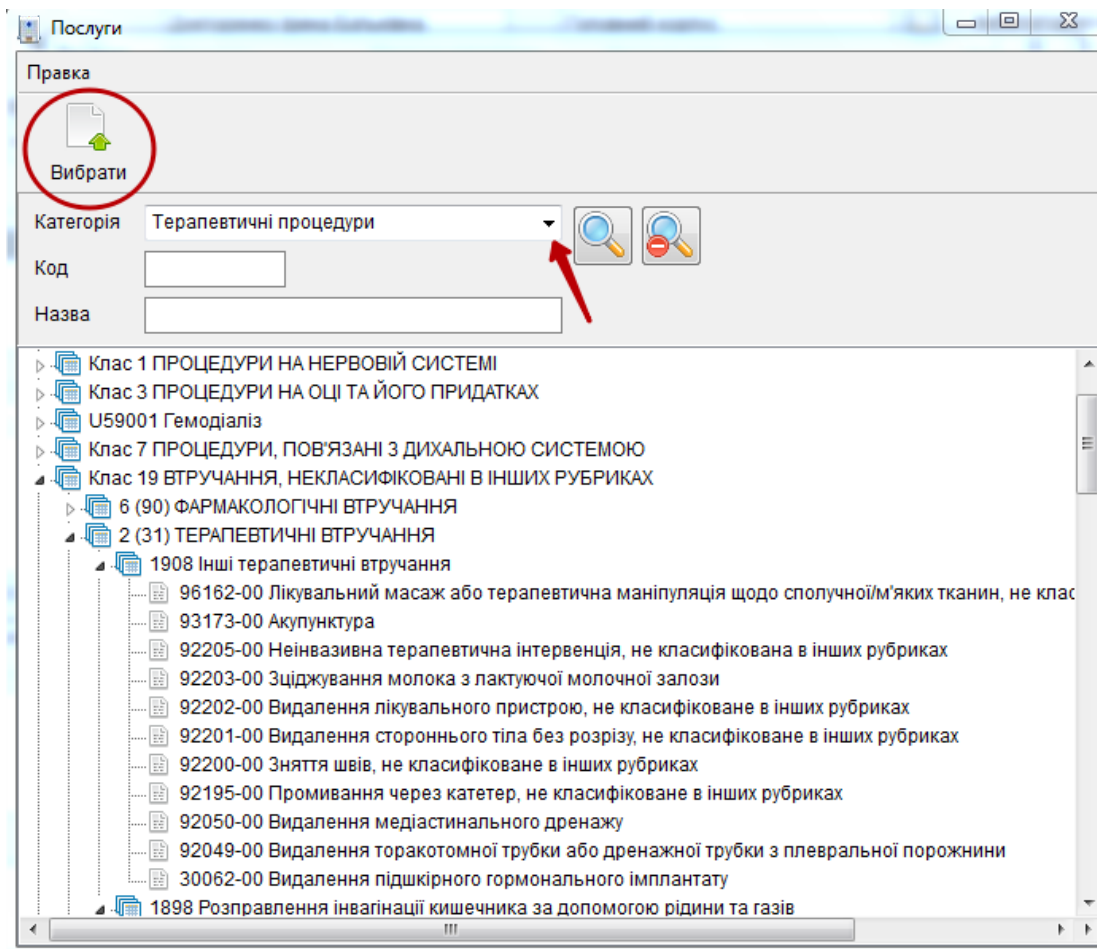 Послуги
Правка
Вибрати
Категорія Терапевтичні процедури
Код
Назва
Клас 1 ПРОЦЕДУРИ НА НЕРВОВІЙ СИСТЕМІ
Клас 3 ПРОЦЕДУРИ НА ОЦІ ТА ЙОГО ПРИДАТКАХ
U59001 Гемодіаліз
Клас 7 ПРОЦЕДУРИ, ПОВ'ЯЗАНІ З ДИХАЛЬНОЮ СИСТЕМОЮ
Клас 19 ВТРУЧАННЯ, НЕКЛАСИФІКОВАНІ В ІНШИХ РУБРИКАХ
6 (90) ФАРМАКОЛОГІЧНІ ВТРУЧАННЯ
2 (31) ТЕРАПЕВТИЧНІ ВТРУЧАННЯ
1908 Інші терапевтичні втручання
96162-00 Лікувальний масаж або терапевтична маніпуляція щодо сполучної/м'яких тканин, не клас
93173-00 Акупунктура
92205-00 Неінвазивна терапевтична інтервенція, не класифікована в інших рубриках
92203-00 Зціджування молока з лактуючої молочної залози
92202-00 Видалення лікувального пристрою, не класифіковане в інших рубриках
92201-00 Видалення стороннього тіла без розрізу, не класифіковане в інших рубриках
92200-00 Зняття швів, не класифіковане в інших рубриках
92195-00 Промивання через катетер, не класифіковане в інших рубриках
92050-00 Видалення медіастинального дренажу
92049-00 Видалення торакотомної трубки або дренажної трубки з плевральної порожнини
30062-00 Видалення підшкірного гормонального імплантату
1898 Розправлення інвагінації кишечника за допомогою рідини та газів